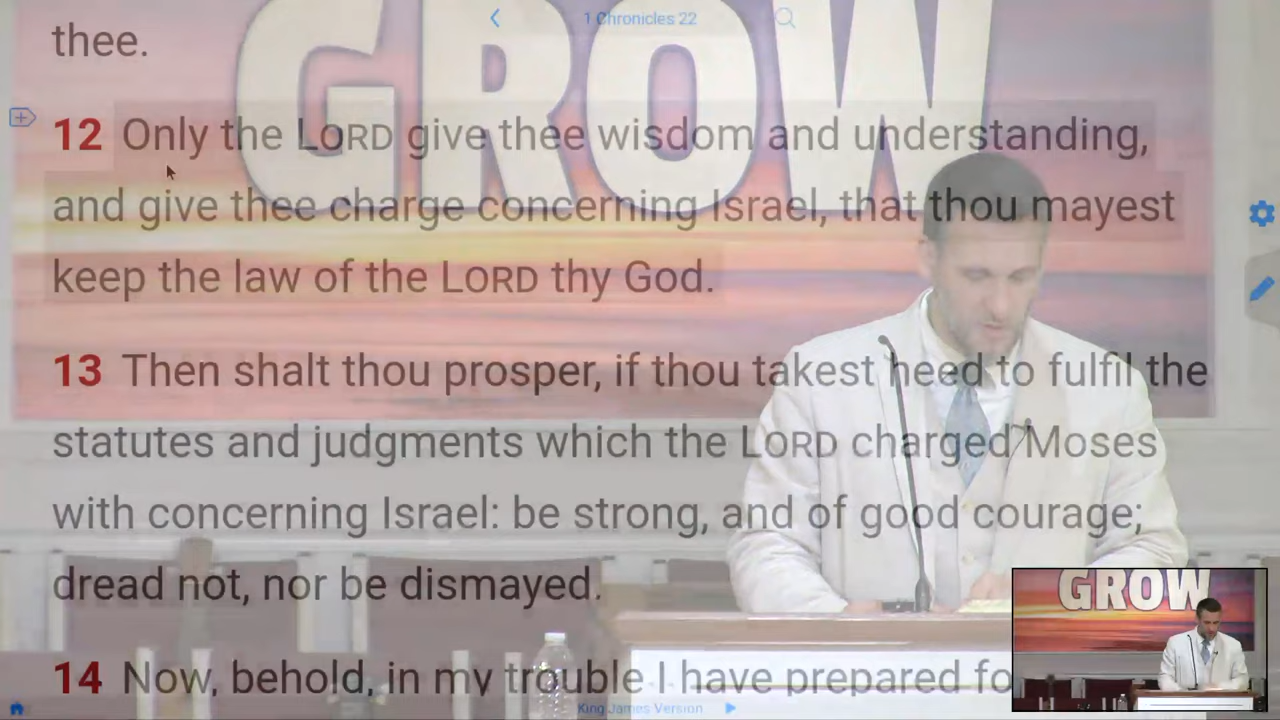 1 Chronicles 22
GROW
thee.
12 Only the LORD give thee wisdom and understanding,
and give thee charge concerning Israel, that thou mayest
keep the law of the LORD thy God.
13 Then shalt thou prosper, if thou takest heed to fulfil the
statutes and judgments which the LORD charged Moses
with concerning Israel: be strong, and of good courage;
dread not, nor be dismayed.
14 Now, behold, in my trouble I have prepared fo
King James Version
GROW